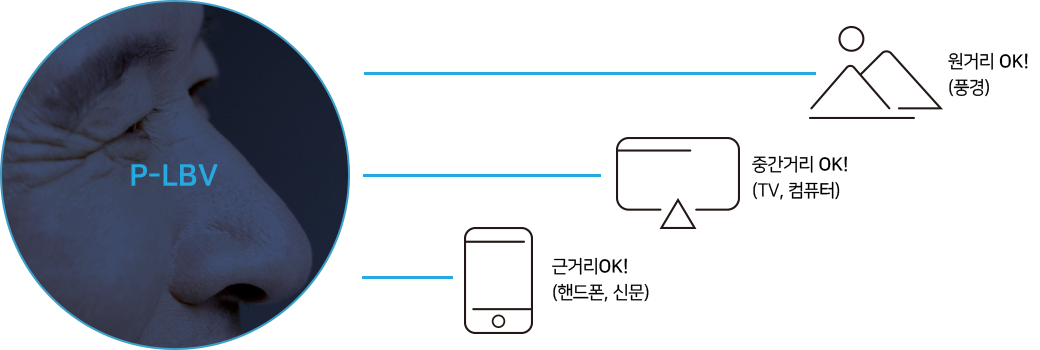 P-LBV
원거리 OK!
(풍경)
중간거리 OK!
(TV, 컴퓨터)
근거리OK!
(핸드폰, 신문)